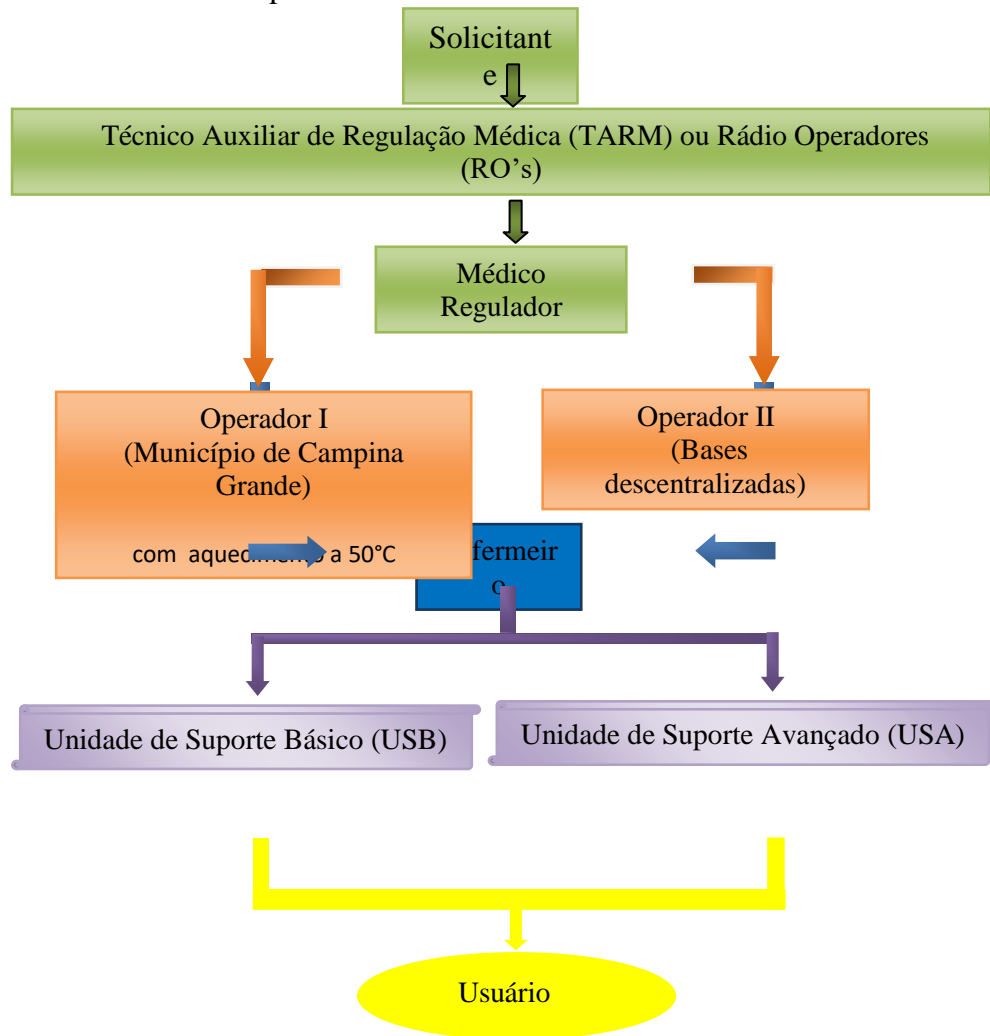 Solicitant
e
Técnico Auxiliar de Regulação Médica (TARM) ou Rádio Operadores
(RO’s)
Médico
Regulador
Operador I
(Município de Campina
Grande)
com aquecimento a 50°C
Operador II
(Bases
descentralizadas)
fermeir
o
Unidade de Suporte Básico (USB)
Unidade de Suporte Avançado (USA)
Usuário